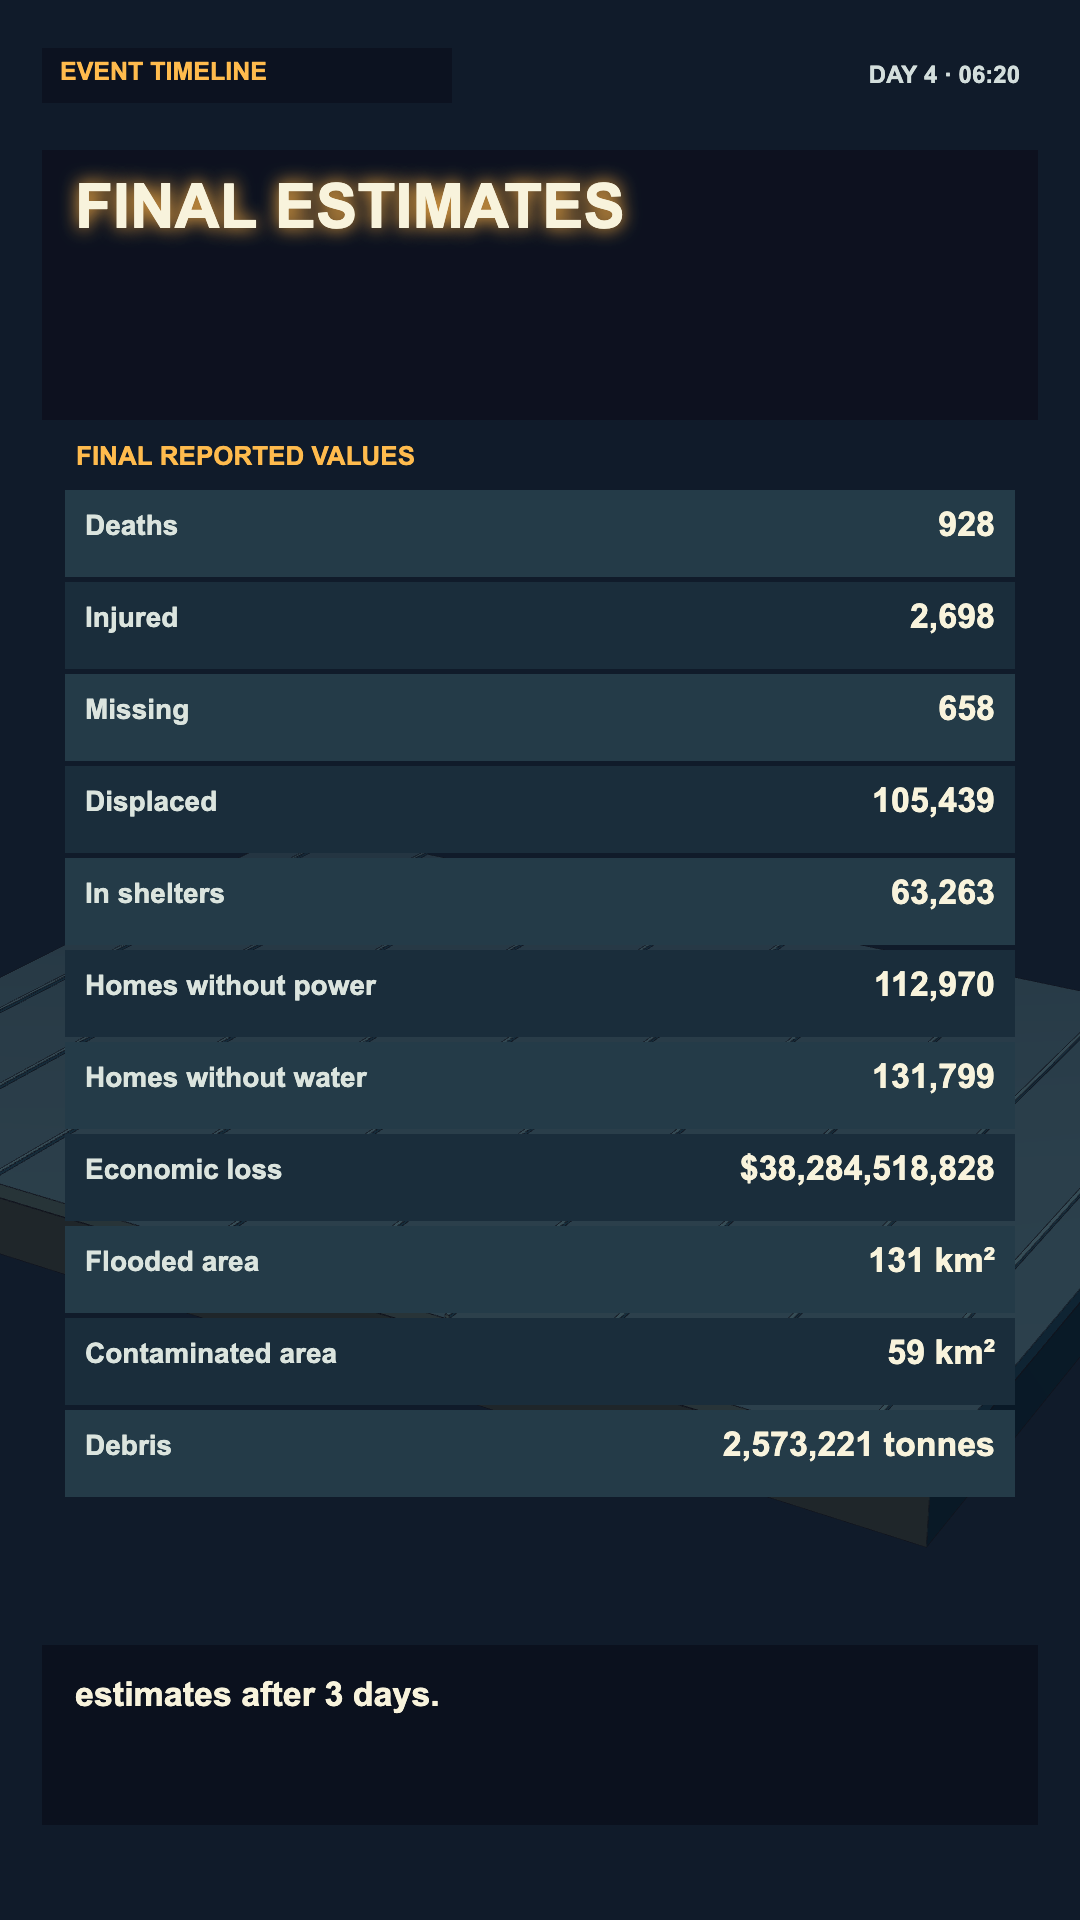 EVENT TIMELINE
DAY 4 · 06:20
FINAL ESTIMATES
FINAL REPORTED VALUES
Deaths 928
Injured 2,698
Missing 658
Displaced 105,439
In shelters 63,263
Homes without power 112,970
Homes without water 131,799
Economic loss $38,284,518,828
Flooded area 131 km²
Contaminated area 59 km²
Debris 2,573,221 tonnes
estimates after 3 days.